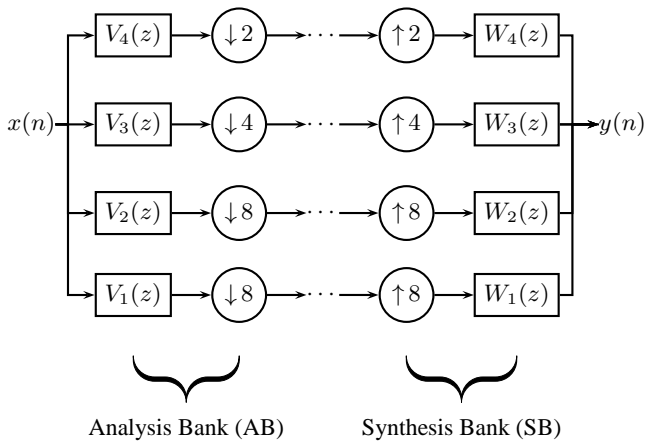 V₄(z) ↓2 ··· ↑2 W₄(z)
x(n) V₃(z) ↓4 ··· ↑4 W₃(z) y(n)
V₂(z) ↓8 ··· ↑8 W₂(z)
V₁(z) ↓8 ··· ↑8 W₁(z)
Analysis Bank (AB) Synthesis Bank (SB)